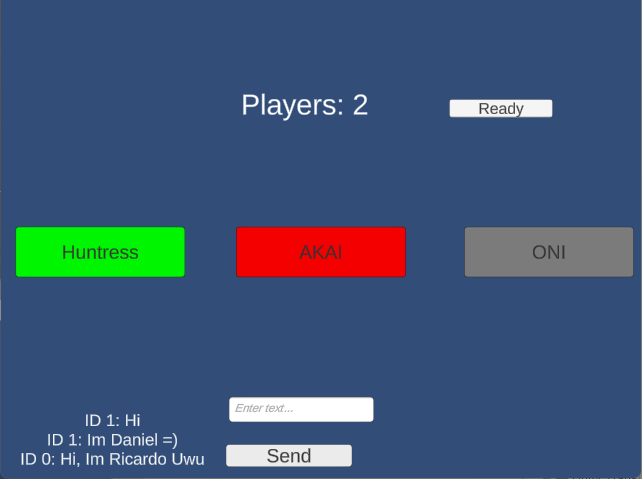 Players: 2
Ready
Huntress
AKAI
ONI
Enter text...
ID 1: Hi
ID 1: Im Daniel =)
ID 0: Hi, Im Ricardo Uwu
Send